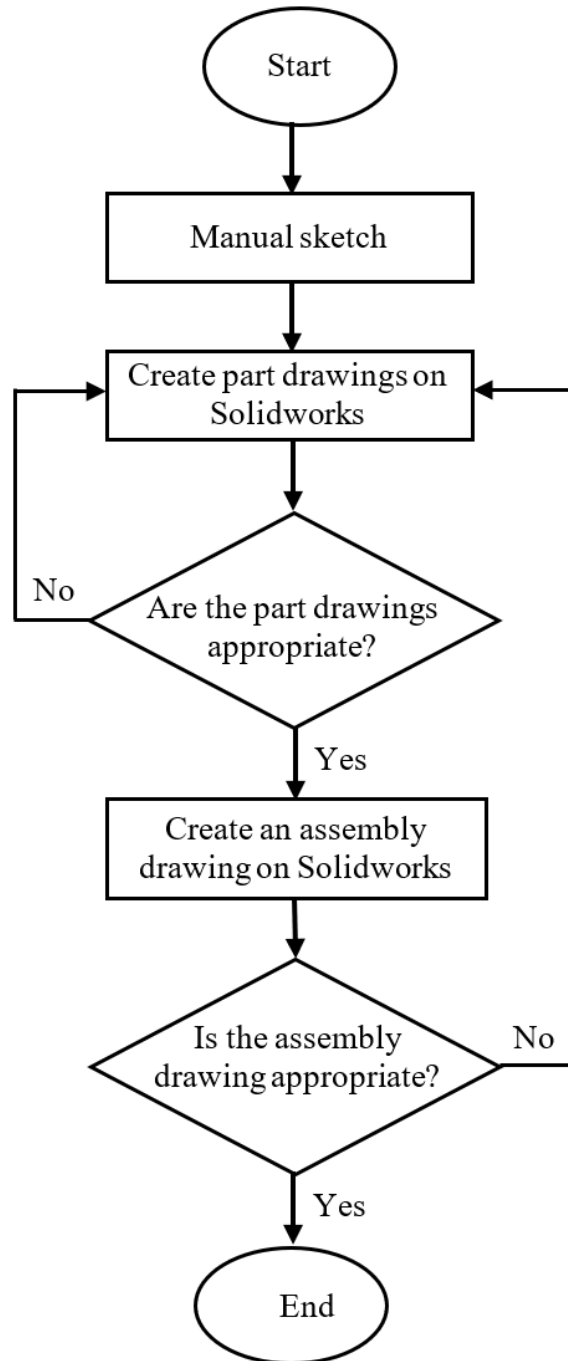 Start
Manual sketch
Create part drawings on
Solidworks
No
Are the part drawings
appropriate?
Yes
Create an assembly
drawing on Solidworks
Is the assembly
drawing appropriate?
No
Yes
End